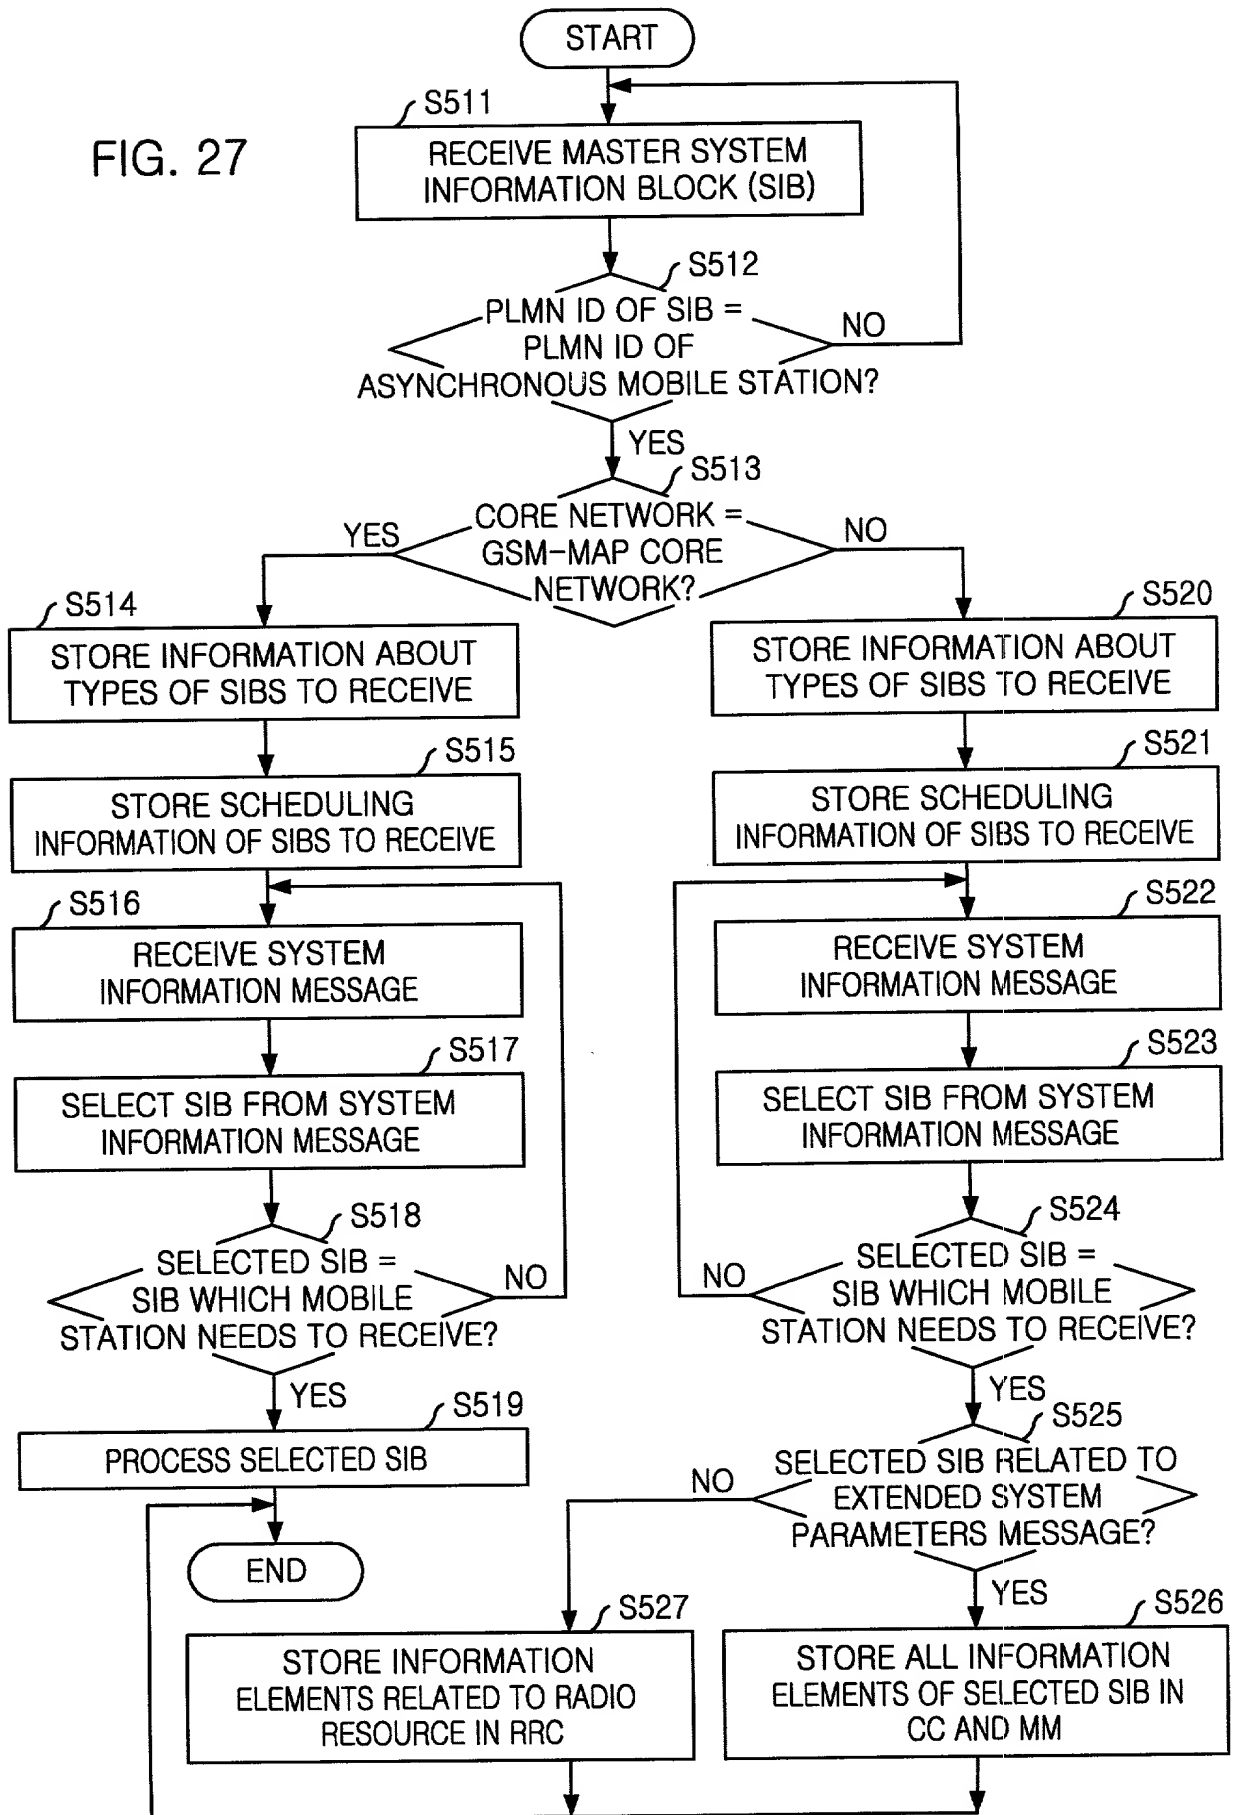 START
FIG. 27
S511
RECEIVE MASTER SYSTEM
INFORMATION BLOCK (SIB)
S512
PLMN ID OF SIB =
PLMN ID OF
ASYNCHRONOUS MOBILE STATION?
NO
YES
S513
CORE NETWORK =
GSM-MAP CORE
NETWORK?
YES
NO
S514
STORE INFORMATION ABOUT
TYPES OF SIBS TO RECEIVE
S515
STORE SCHEDULING
INFORMATION OF SIBS TO RECEIVE
S516
RECEIVE SYSTEM
INFORMATION MESSAGE
S517
SELECT SIB FROM SYSTEM
INFORMATION MESSAGE
S518
SELECTED SIB =
SIB WHICH MOBILE
STATION NEEDS TO RECEIVE?
NO
YES
S519
PROCESS SELECTED SIB
END
S520
STORE INFORMATION ABOUT
TYPES OF SIBS TO RECEIVE
S521
STORE SCHEDULING
INFORMATION OF SIBS TO RECEIVE
S522
RECEIVE SYSTEM
INFORMATION MESSAGE
S523
SELECT SIB FROM SYSTEM
INFORMATION MESSAGE
S524
SELECTED SIB =
SIB WHICH MOBILE
STATION NEEDS TO RECEIVE?
NO
YES
S525
SELECTED SIB RELATED TO
EXTENDED SYSTEM
PARAMETERS MESSAGE?
NO
YES
S527
STORE INFORMATION
ELEMENTS RELATED TO RADIO
RESOURCE IN RRC
S526
STORE ALL INFORMATION
ELEMENTS OF SELECTED SIB IN
CC AND MM